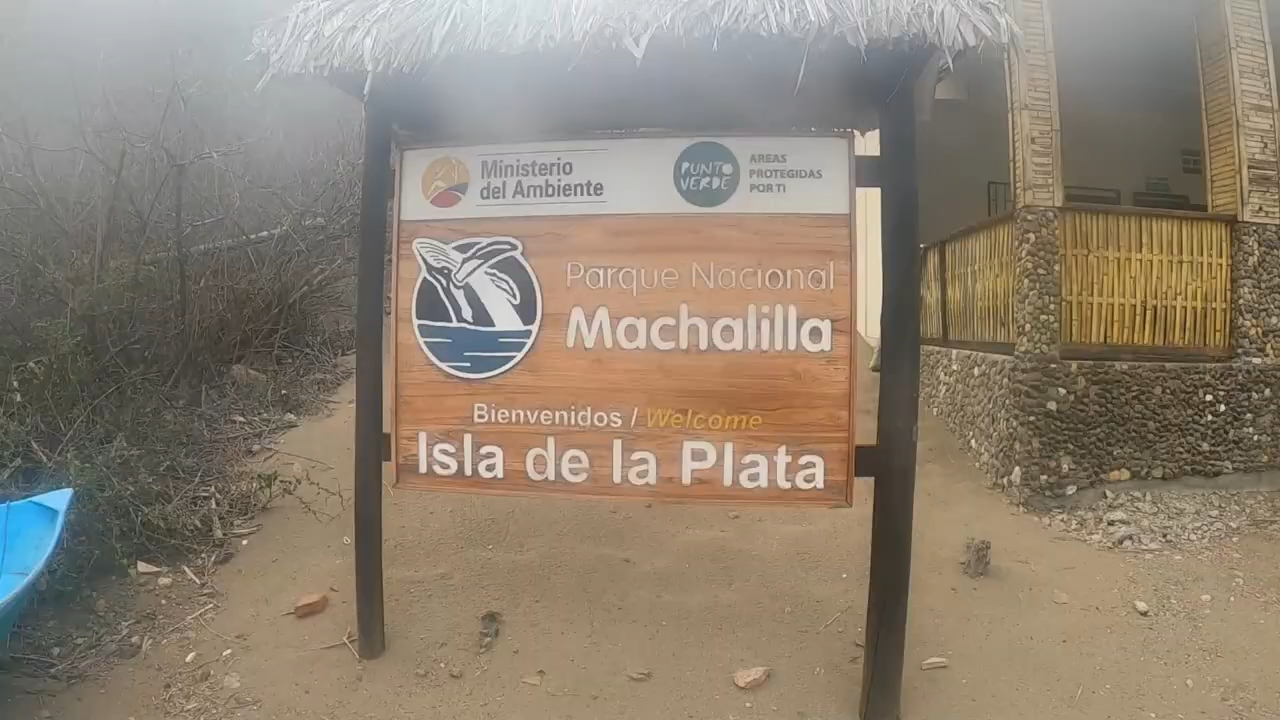 Ministerio
del Ambiente
PUNTO
VERDE
AREAS
PROTEGIDAS
POR TI
Parque Nacional
Machalilla
Bienvenidos / Welcome
Isla de la Plata